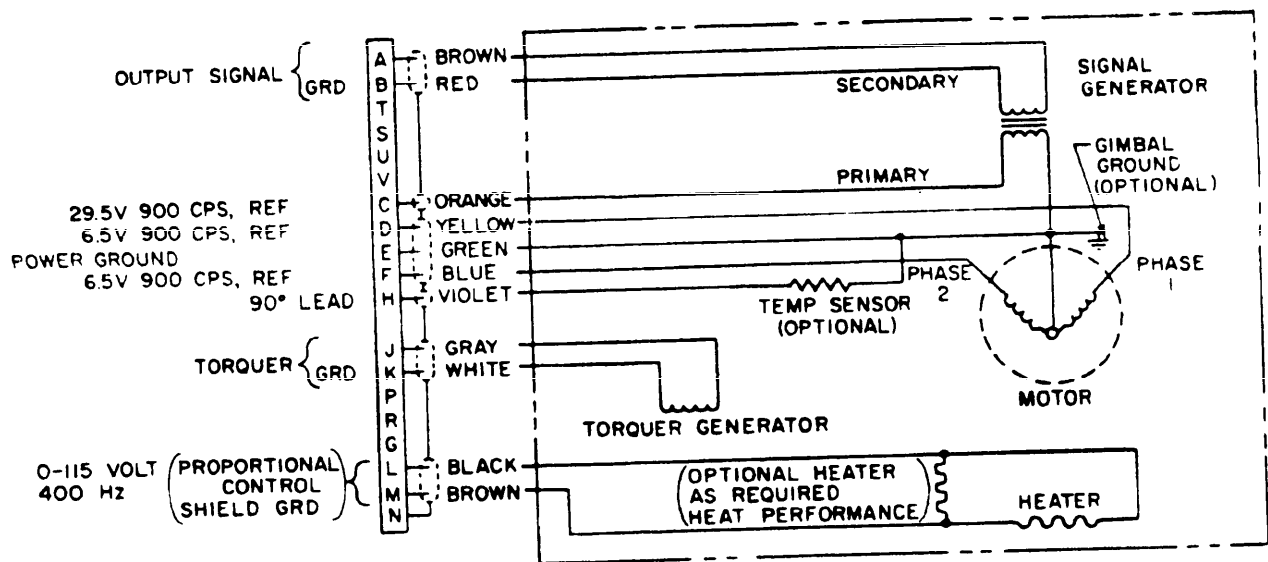 OUTPUT SIGNAL
GRD
A
B
T
S
U
V
C
D
E
F
H
J
K
P
R
G
L
M
N
BROWN
RED
ORANGE
YELLOW
GREEN
BLUE
VIOLET
GRAY
WHITE
BLACK
BROWN
29.5V 900 CPS, REF
6.5V 900 CPS, REF
POWER GROUND
6.5V 900 CPS, REF
90° LEAD
TORQUER
GRD
0-115 VOLT
400 Hz
(PROPORTIONAL
CONTROL
SHIELD GRD)
SECONDARY
PRIMARY
SIGNAL
GENERATOR
GIMBAL
GROUND
(OPTIONAL)
PHASE
2
PHASE
1
TEMP SENSOR
(OPTIONAL)
MOTOR
TORQUER GENERATOR
(OPTIONAL HEATER
AS REQUIRED
HEAT PERFORMANCE)
HEATER